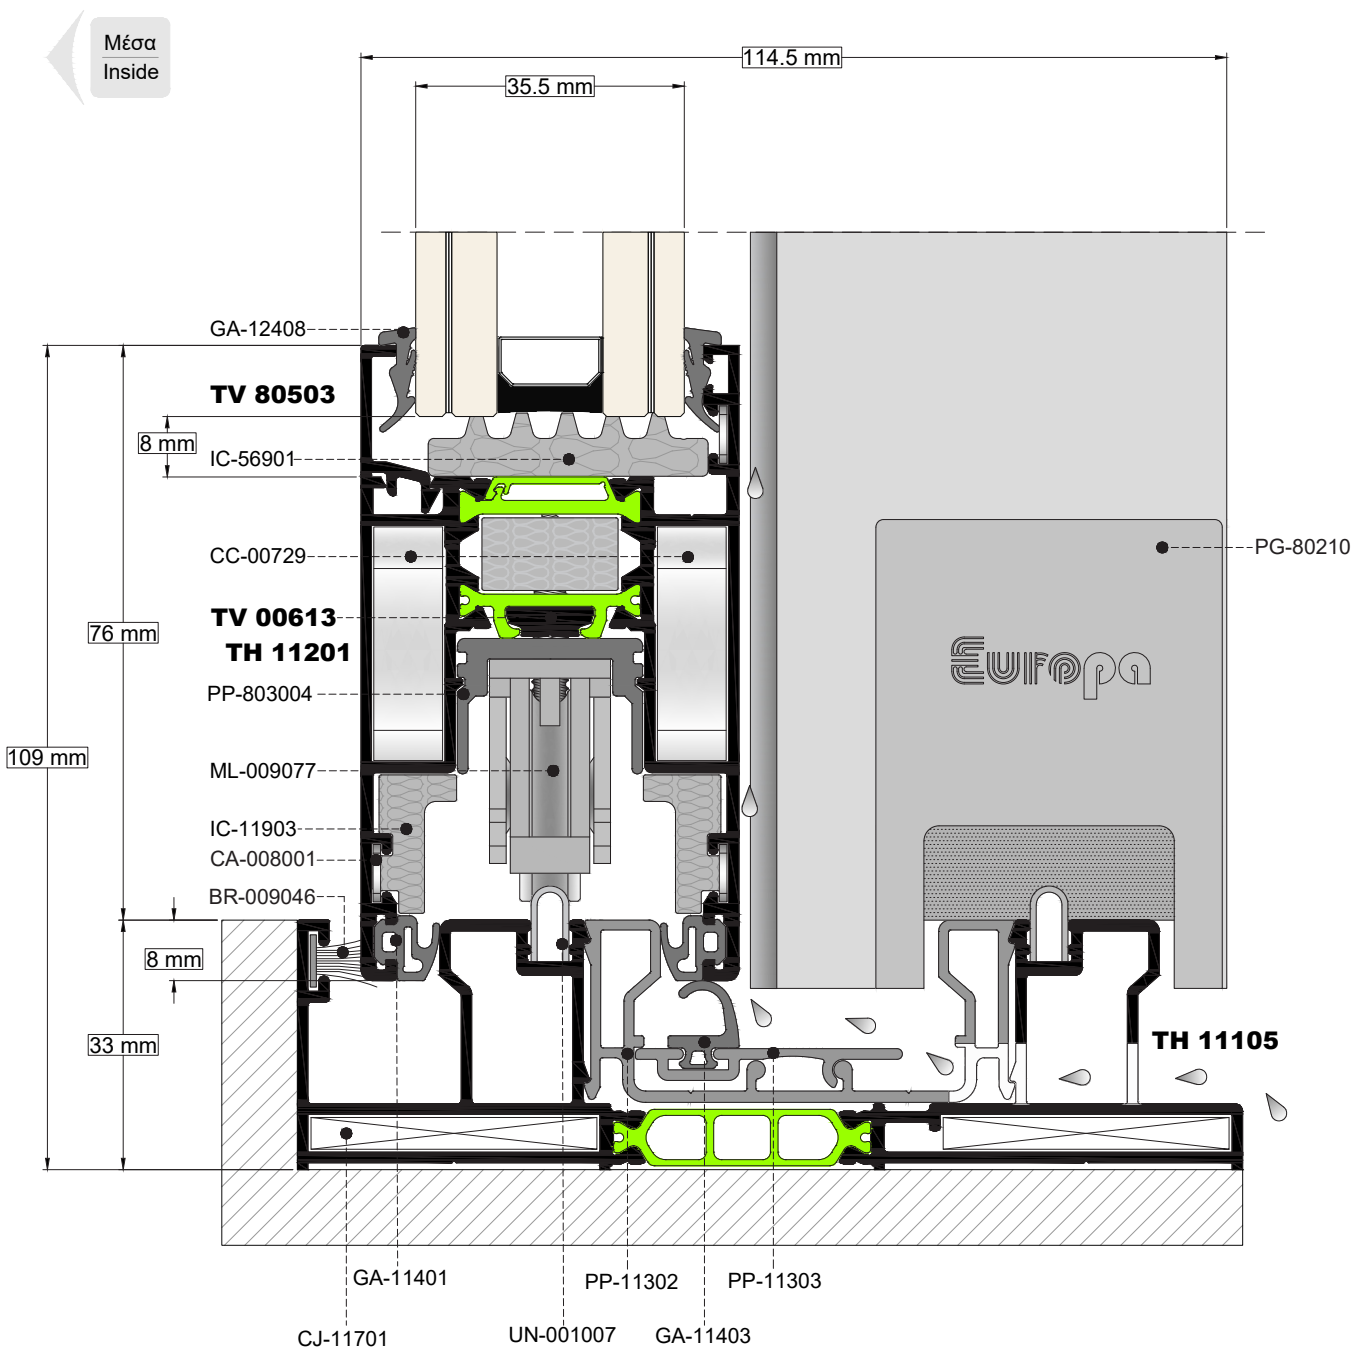 Μέσα
Inside
114.5 mm
35.5 mm
GA-12408
TV 80503
8 mm
IC-56901
CC-00729
PG-80210
TV 00613
76 mm
TH 11201
Europa
PP-803004
109 mm
ML-009077
IC-11903
CA-008001
BR-009046
8 mm
33 mm
TH 11105
GA-11401
PP-11302
PP-11303
CJ-11701
UN-001007
GA-11403